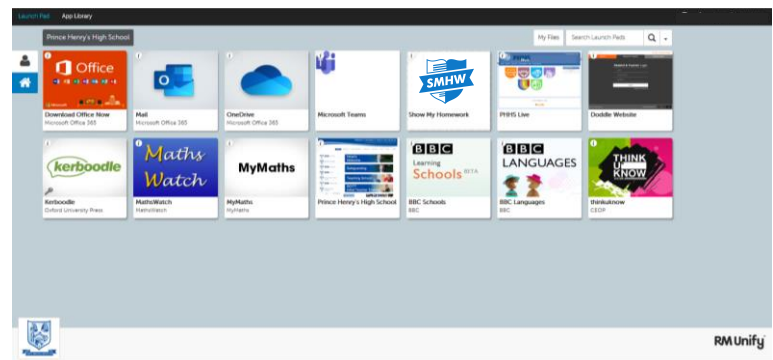 Launch Pad App Library
Prince Henry's High School
My Files Search Launch Pads
Office
SMHW
Download Office Now
Microsoft Office 365
Mail
Microsoft Office 365
OneDrive
Microsoft Office 365
Microsoft Teams
Show My Homework
PHHS Live
Doddle Website
kerboodle
Maths
Watch
MyMaths
BBC
Learning
Schools BETA
BBC
LANGUAGES
THINK
U
KNOW
Kerboodle
Oxford University Press
MathsWatch
MathsWatch
MyMaths
MyMaths
Prince Henry's High School
BBC Schools
BBC
BBC Languages
BBC
thinkuknow
CEOP
RM Unify